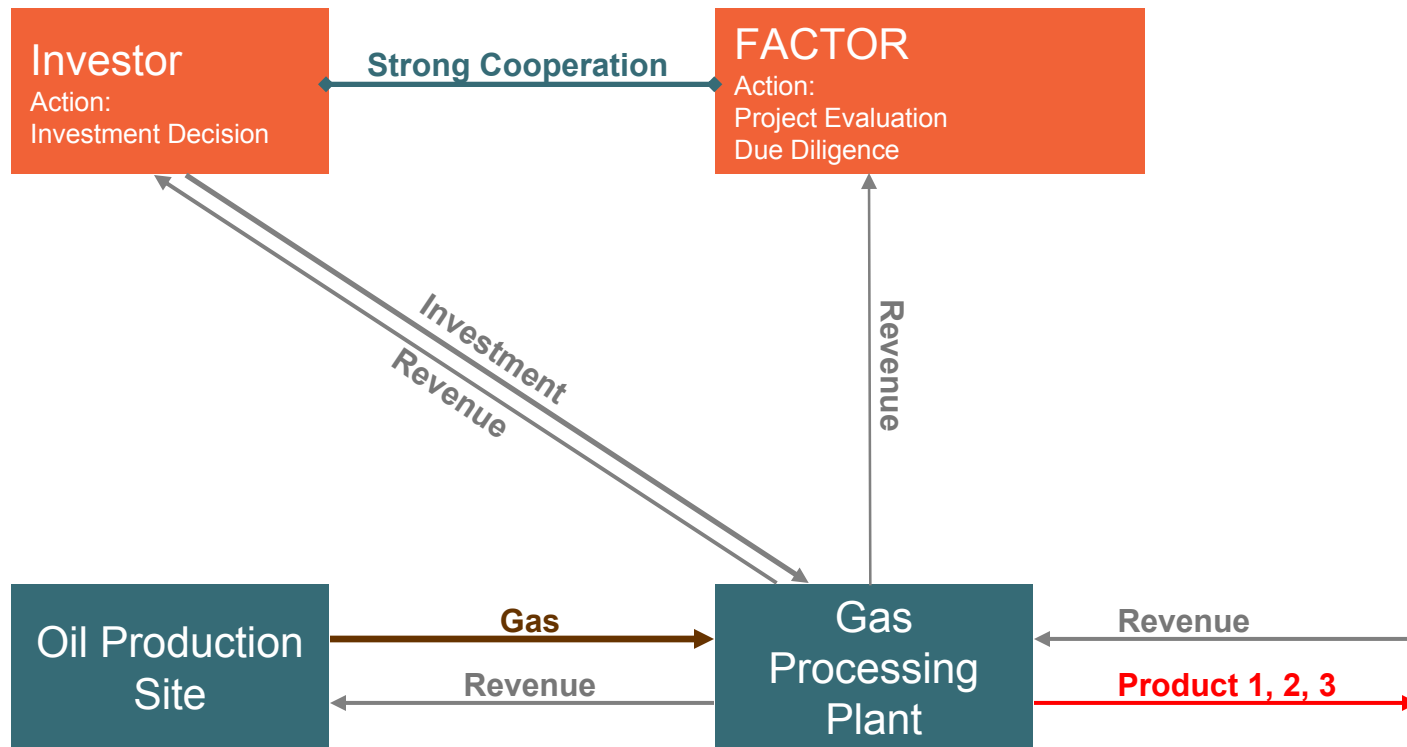 Investor
Action:
Investment Decision
Strong Cooperation
FACTOR
Action:
Project Evaluation
Due Diligence
Investment
Revenue
Revenue
Oil Production
Site
Gas
Revenue
Gas
Processing
Plant
Revenue
Product 1, 2, 3